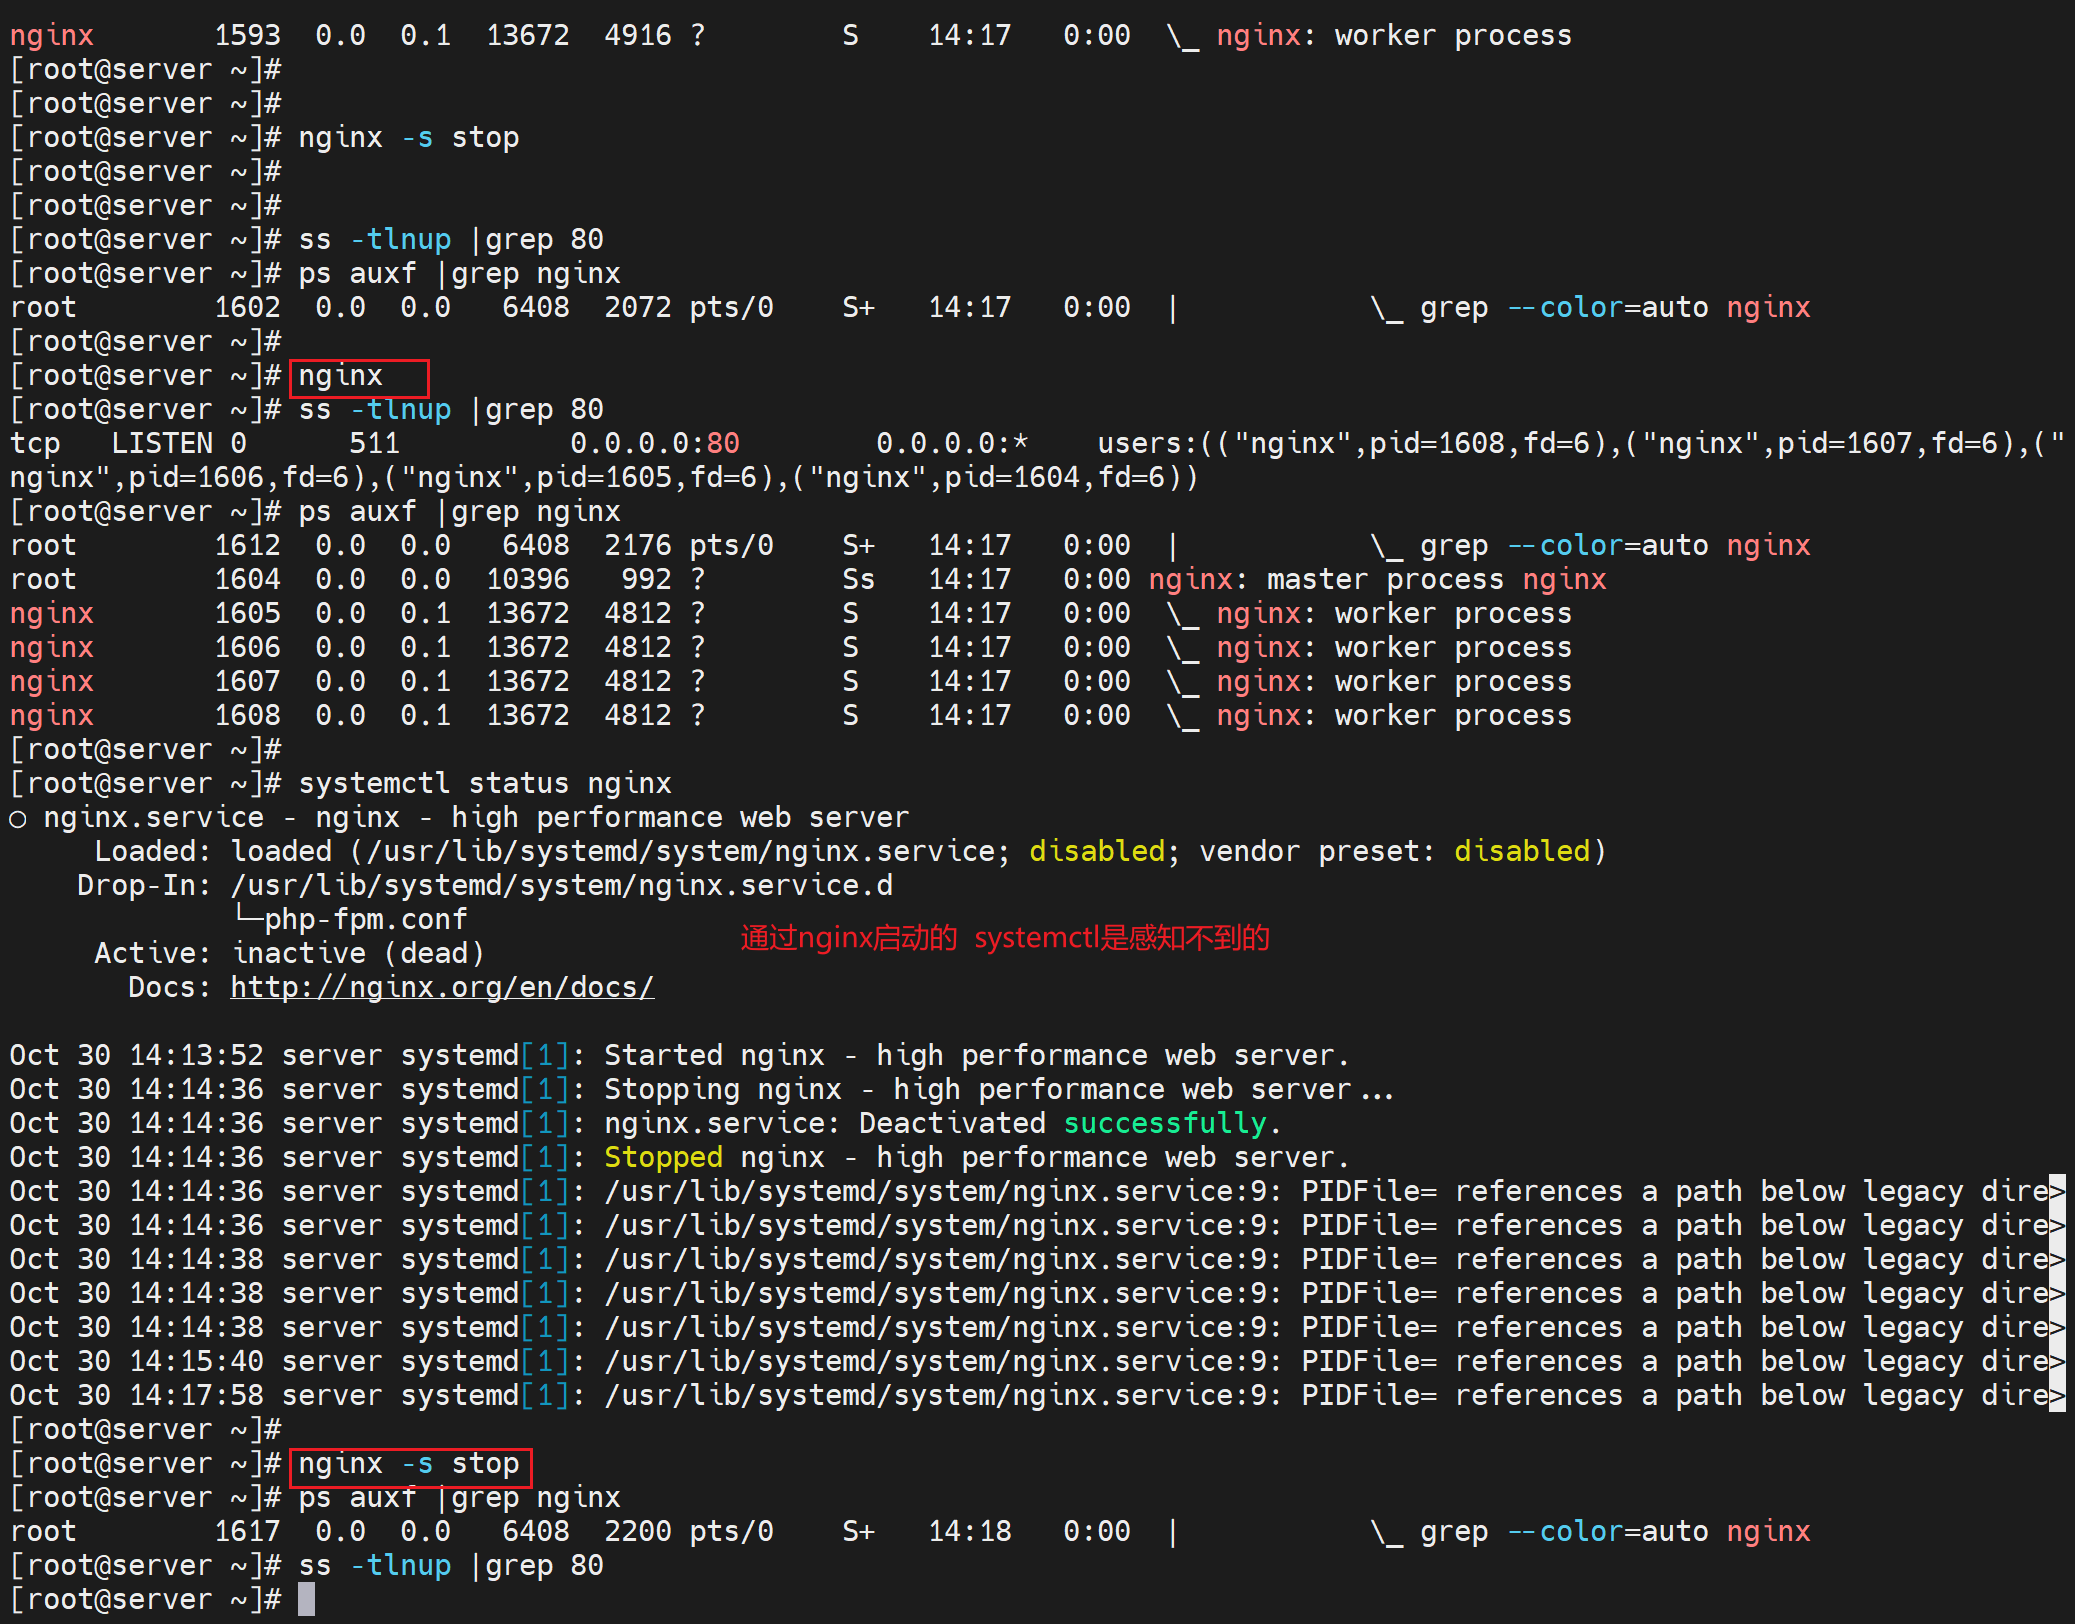 nginx       1593  0.0  0.1  13672  4916 ?        S    14:17   0:00  \_ nginx: worker process
[root@server ~]#
[root@server ~]#
[root@server ~]# nginx -s stop
[root@server ~]#
[root@server ~]#
[root@server ~]# ss -tlnup |grep 80
[root@server ~]# ps auxf |grep nginx
root        1602  0.0  0.0   6408  2072 pts/0    S+   14:17   0:00  |           \_ grep --color=auto nginx
[root@server ~]#
[root@server ~]# nginx
[root@server ~]# ss -tlnup |grep 80
tcp   LISTEN 0      511          0.0.0.0:80        0.0.0.0:*    users:(("nginx",pid=1608,fd=6),("nginx",pid=1607,fd=6),("
nginx",pid=1606,fd=6),("nginx",pid=1605,fd=6),("nginx",pid=1604,fd=6))
[root@server ~]# ps auxf |grep nginx
root        1612  0.0  0.0   6408  2176 pts/0    S+   14:17   0:00  |           \_ grep --color=auto nginx
root        1604  0.0  0.0  10396   992 ?        Ss   14:17   0:00 nginx: master process nginx
nginx       1605  0.0  0.1  13672  4812 ?        S    14:17   0:00  \_ nginx: worker process
nginx       1606  0.0  0.1  13672  4812 ?        S    14:17   0:00  \_ nginx: worker process
nginx       1607  0.0  0.1  13672  4812 ?        S    14:17   0:00  \_ nginx: worker process
nginx       1608  0.0  0.1  13672  4812 ?        S    14:17   0:00  \_ nginx: worker process
[root@server ~]#
[root@server ~]# systemctl status nginx
○ nginx.service - nginx - high performance web server
     Loaded: loaded (/usr/lib/systemd/system/nginx.service; disabled; vendor preset: disabled)
    Drop-In: /usr/lib/systemd/system/nginx.service.d
             └─php-fpm.conf
通过nginx启动的 systemctl是感知不到的
     Active: inactive (dead)
       Docs: http://nginx.org/en/docs/
Oct 30 14:13:52 server systemd[1]: Started nginx - high performance web server.
Oct 30 14:14:36 server systemd[1]: Stopping nginx - high performance web server...
Oct 30 14:14:36 server systemd[1]: nginx.service: Deactivated successfully.
Oct 30 14:14:36 server systemd[1]: Stopped nginx - high performance web server.
Oct 30 14:14:36 server systemd[1]: /usr/lib/systemd/system/nginx.service:9: PIDFile= references a path below legacy dire>
Oct 30 14:14:36 server systemd[1]: /usr/lib/systemd/system/nginx.service:9: PIDFile= references a path below legacy dire>
Oct 30 14:14:38 server systemd[1]: /usr/lib/systemd/system/nginx.service:9: PIDFile= references a path below legacy dire>
Oct 30 14:14:38 server systemd[1]: /usr/lib/systemd/system/nginx.service:9: PIDFile= references a path below legacy dire>
Oct 30 14:14:38 server systemd[1]: /usr/lib/systemd/system/nginx.service:9: PIDFile= references a path below legacy dire>
Oct 30 14:15:40 server systemd[1]: /usr/lib/systemd/system/nginx.service:9: PIDFile= references a path below legacy dire>
Oct 30 14:17:58 server systemd[1]: /usr/lib/systemd/system/nginx.service:9: PIDFile= references a path below legacy dire>
[root@server ~]#
[root@server ~]# nginx -s stop
[root@server ~]# ps auxf |grep nginx
root        1617  0.0  0.0   6408  2200 pts/0    S+   14:18   0:00  |           \_ grep --color=auto nginx
[root@server ~]# ss -tlnup |grep 80
[root@server ~]#